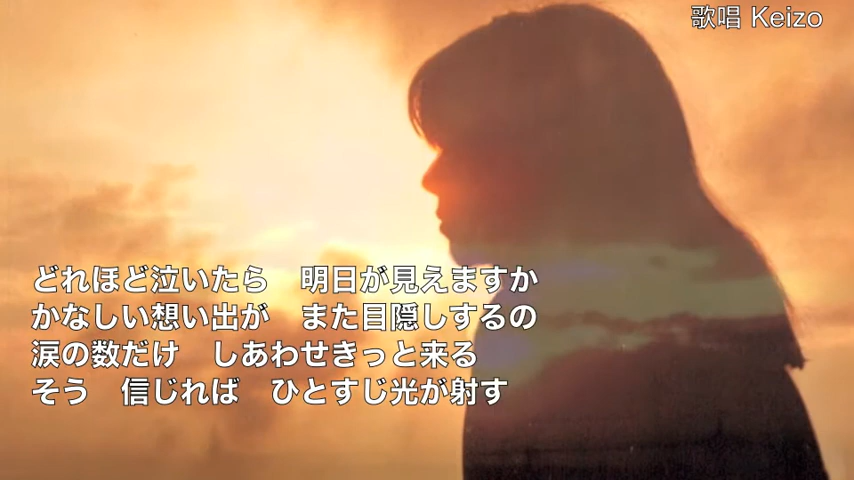 歌唱 Keizo
どれほど泣いたら　明日が見えますか
かなしい想い出が　また目隠しするの
涙の数だけ　しあわせきっと来る
そう　信じれば　ひとすじ光が射す